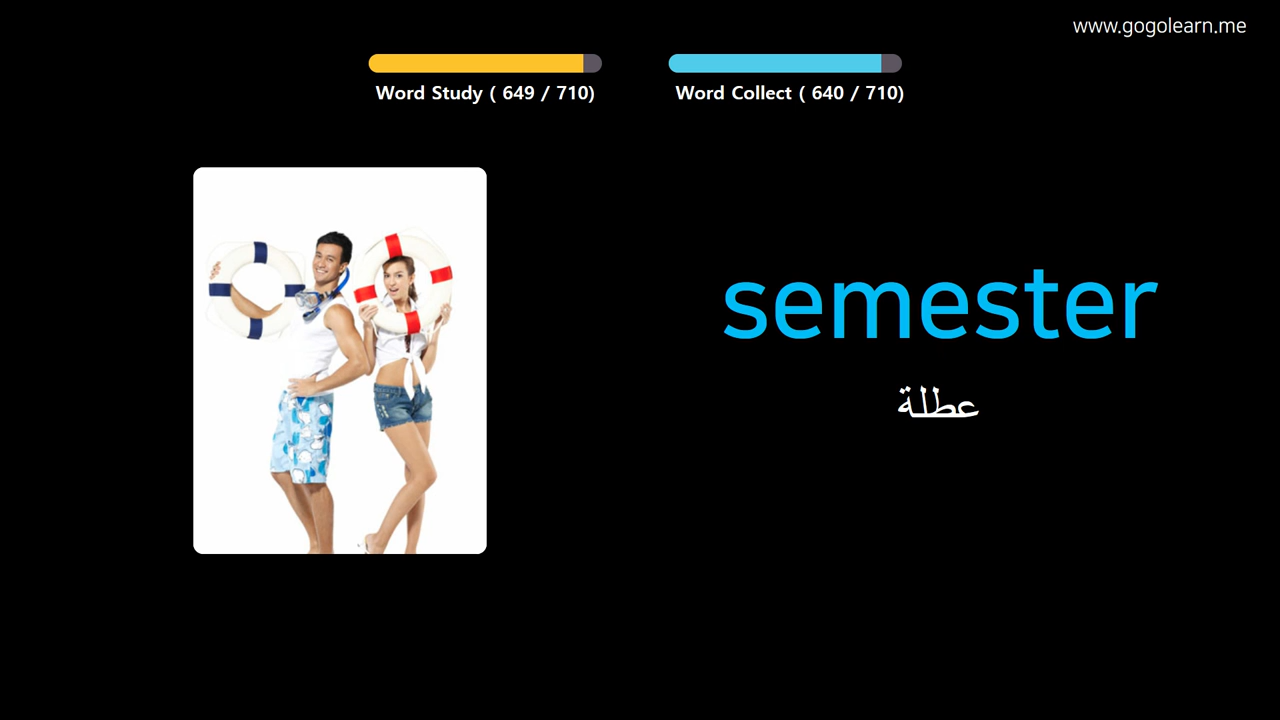 www.gogolearn.me
Word Study ( 649 / 710)
Word Collect ( 640 / 710)
semester
عطلة